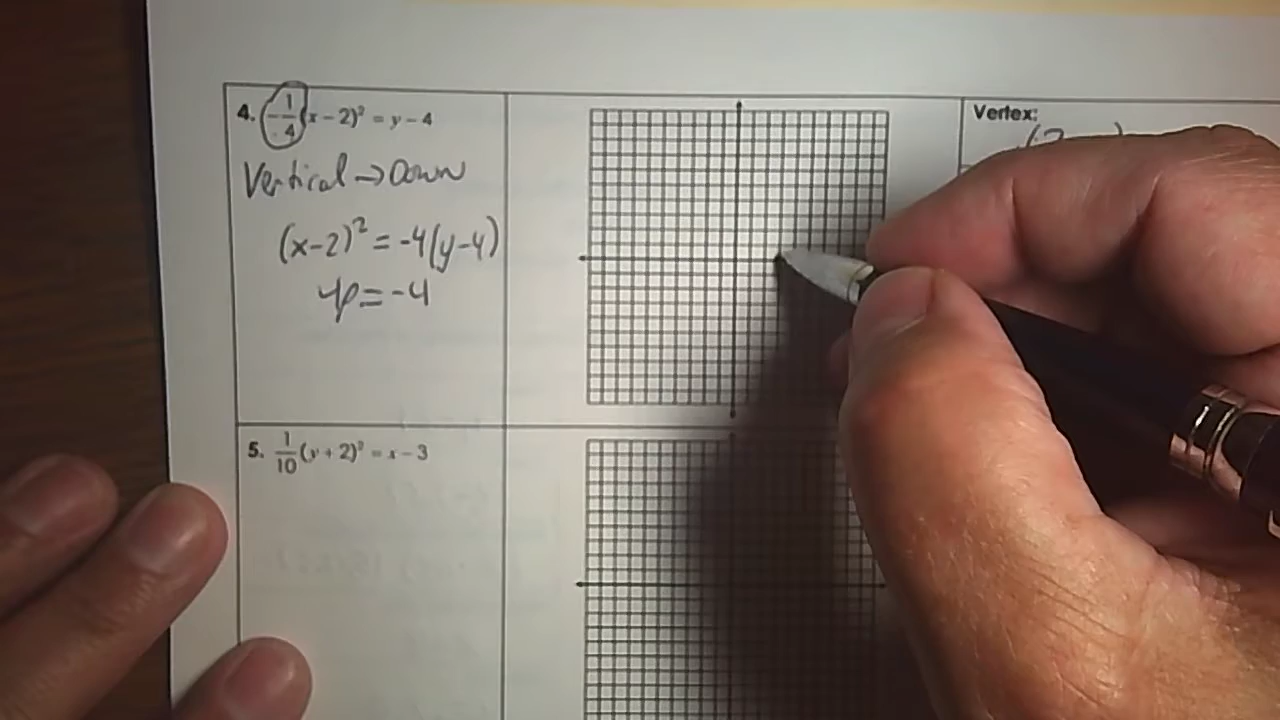 4. -1/4(x - 2)² = y - 4
Vertical → Down
(x-2)² = -4(y-4)
4p = -4
Vertex:
(2
5. 1/10(y + 2)² = x - 3